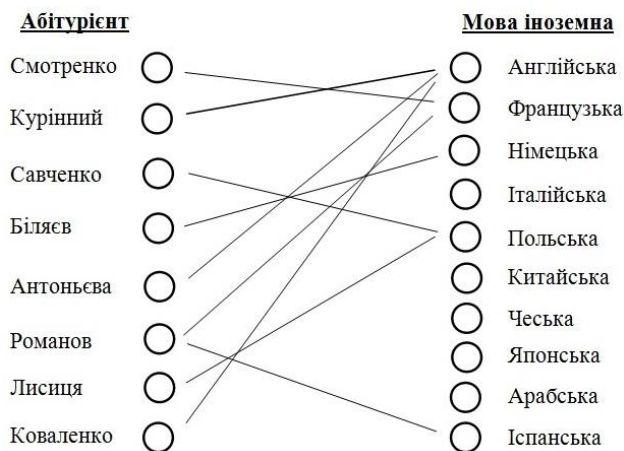 Абітурієнт
Мова іноземна
Смотренко
Англійська
Курінний
Французька
Савченко
Німецька
Біляєв
Італійська
Польська
Антоньєва
Китайська
Романов
Чеська
Японська
Лисиця
Арабська
Коваленко
Іспанська